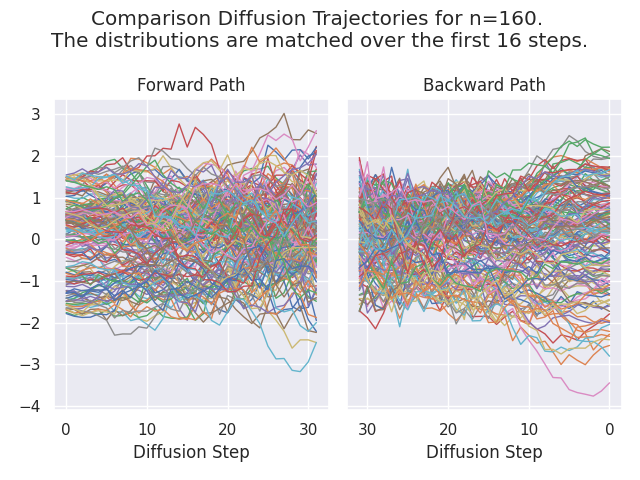 Comparison Diffusion Trajectories for n=160.
The distributions are matched over the first 16 steps.
Forward Path
Backward Path
3
2
1
0
−1
−2
−3
−4
0
10
20
30
30
20
10
0
Diffusion Step
Diffusion Step